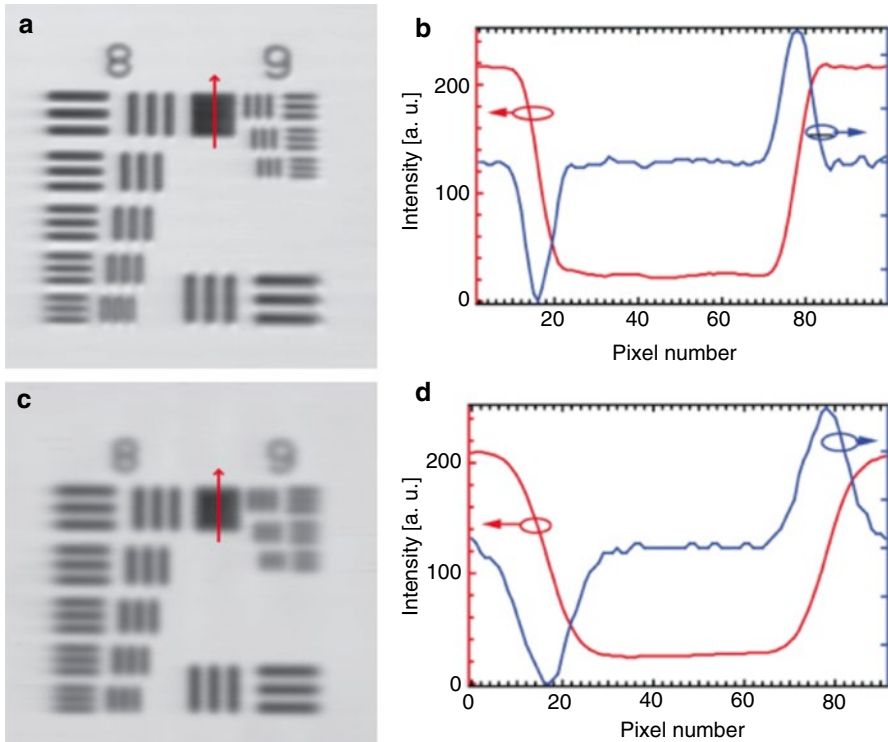 a
8 9
b
Intensity [a. u.]
200
100
0
20 40 60 80
Pixel number
c
8 9
d
Intensity [a. u.]
200
100
0
0 20 40 60 80
Pixel number